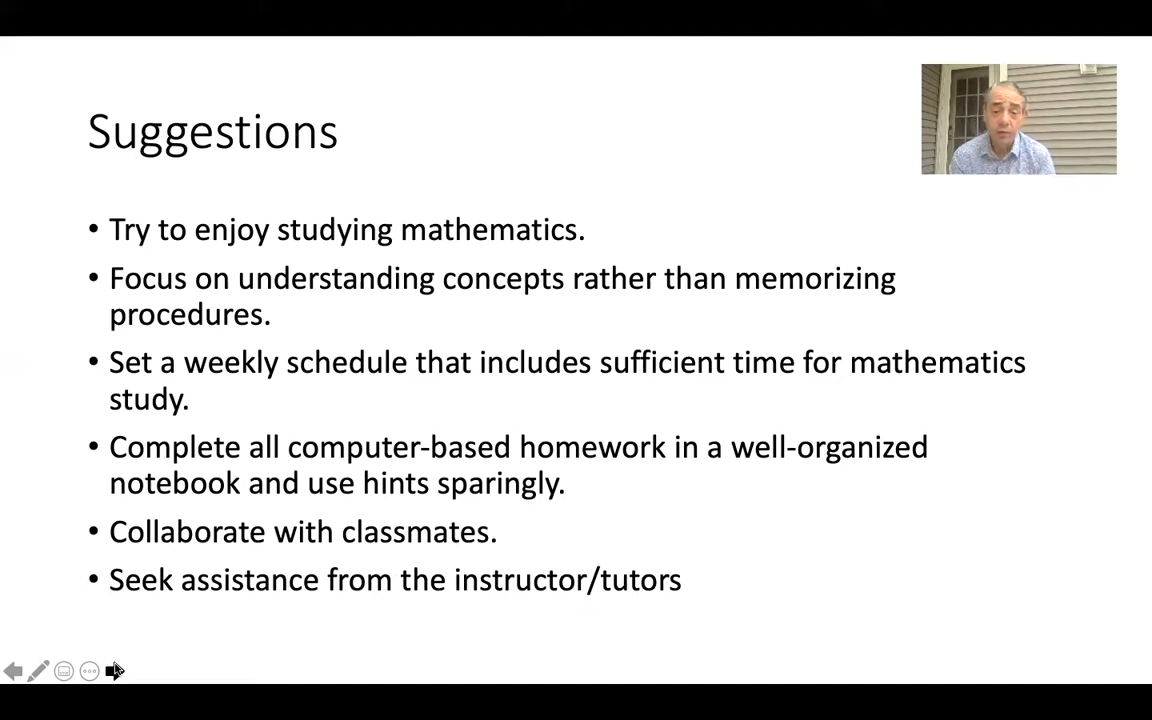 Suggestions
• Try to enjoy studying mathematics.
• Focus on understanding concepts rather than memorizing
procedures.
• Set a weekly schedule that includes sufficient time for mathematics
study.
• Complete all computer-based homework in a well-organized
notebook and use hints sparingly.
• Collaborate with classmates.
• Seek assistance from the instructor/tutors